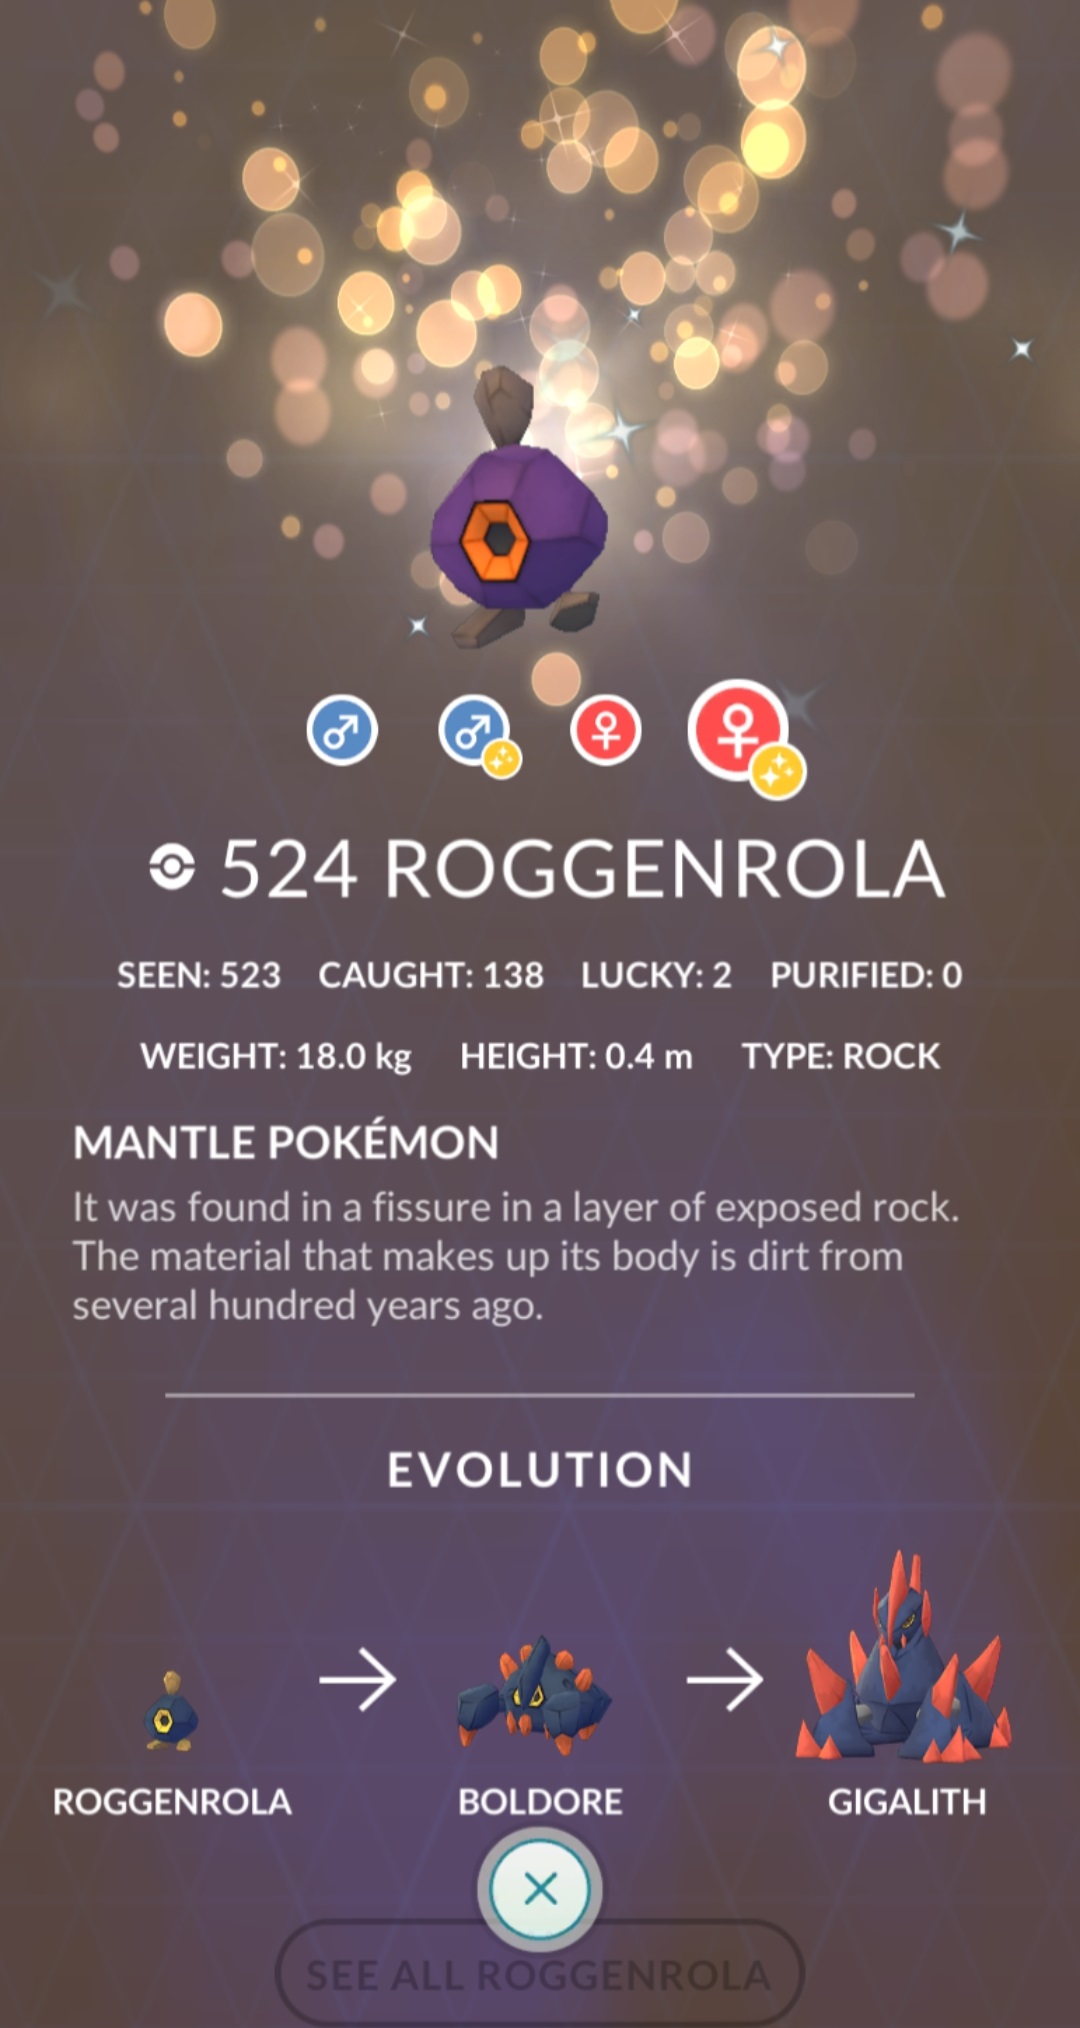 524 ROGGENROLA
SEEN: 523 CAUGHT: 138 LUCKY: 2 PURIFIED: 0
WEIGHT: 18.0 kg HEIGHT: 0.4 m TYPE: ROCK
MANTLE POKÉMON
It was found in a fissure in a layer of exposed rock.
The material that makes up its body is dirt from
several hundred years ago.
EVOLUTION
ROGGENROLA BOLDORE GIGALITH
SEE ALL ROGGENROLA